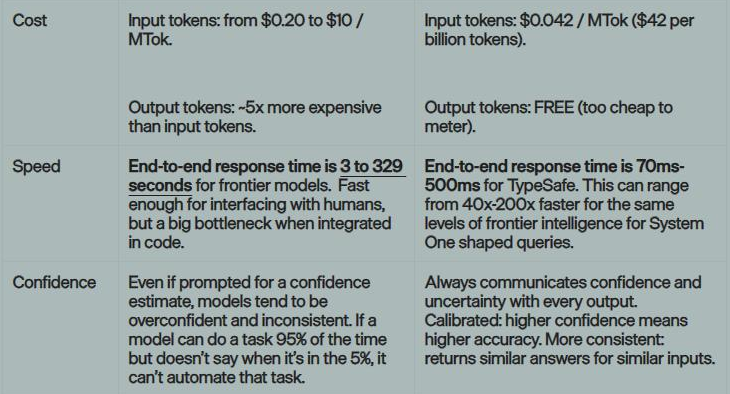 Cost
Input tokens: from $0.20 to $10 /
MTok.
Output tokens: ~5x more expensive
than input tokens.
Input tokens: $0.042 / MTok ($42 per
billion tokens).
Output tokens: FREE (too cheap to
meter).
Speed
End-to-end response time is 3 to 329
seconds for frontier models. Fast
enough for interfacing with humans,
but a big bottleneck when integrated
in code.
End-to-end response time is 70ms-
500ms for TypeSafe. This can range
from 40x-200x faster for the same
levels of frontier intelligence for System
One shaped queries.
Confidence
Even if prompted for a confidence
estimate, models tend to be
overconfident and inconsistent. If a
model can do a task 95% of the time
but doesn't say when it's in the 5%, it
can't automate that task.
Always communicates confidence and
uncertainty with every output.
Calibrated: higher confidence means
higher accuracy. More consistent:
returns similar answers for similar inputs.